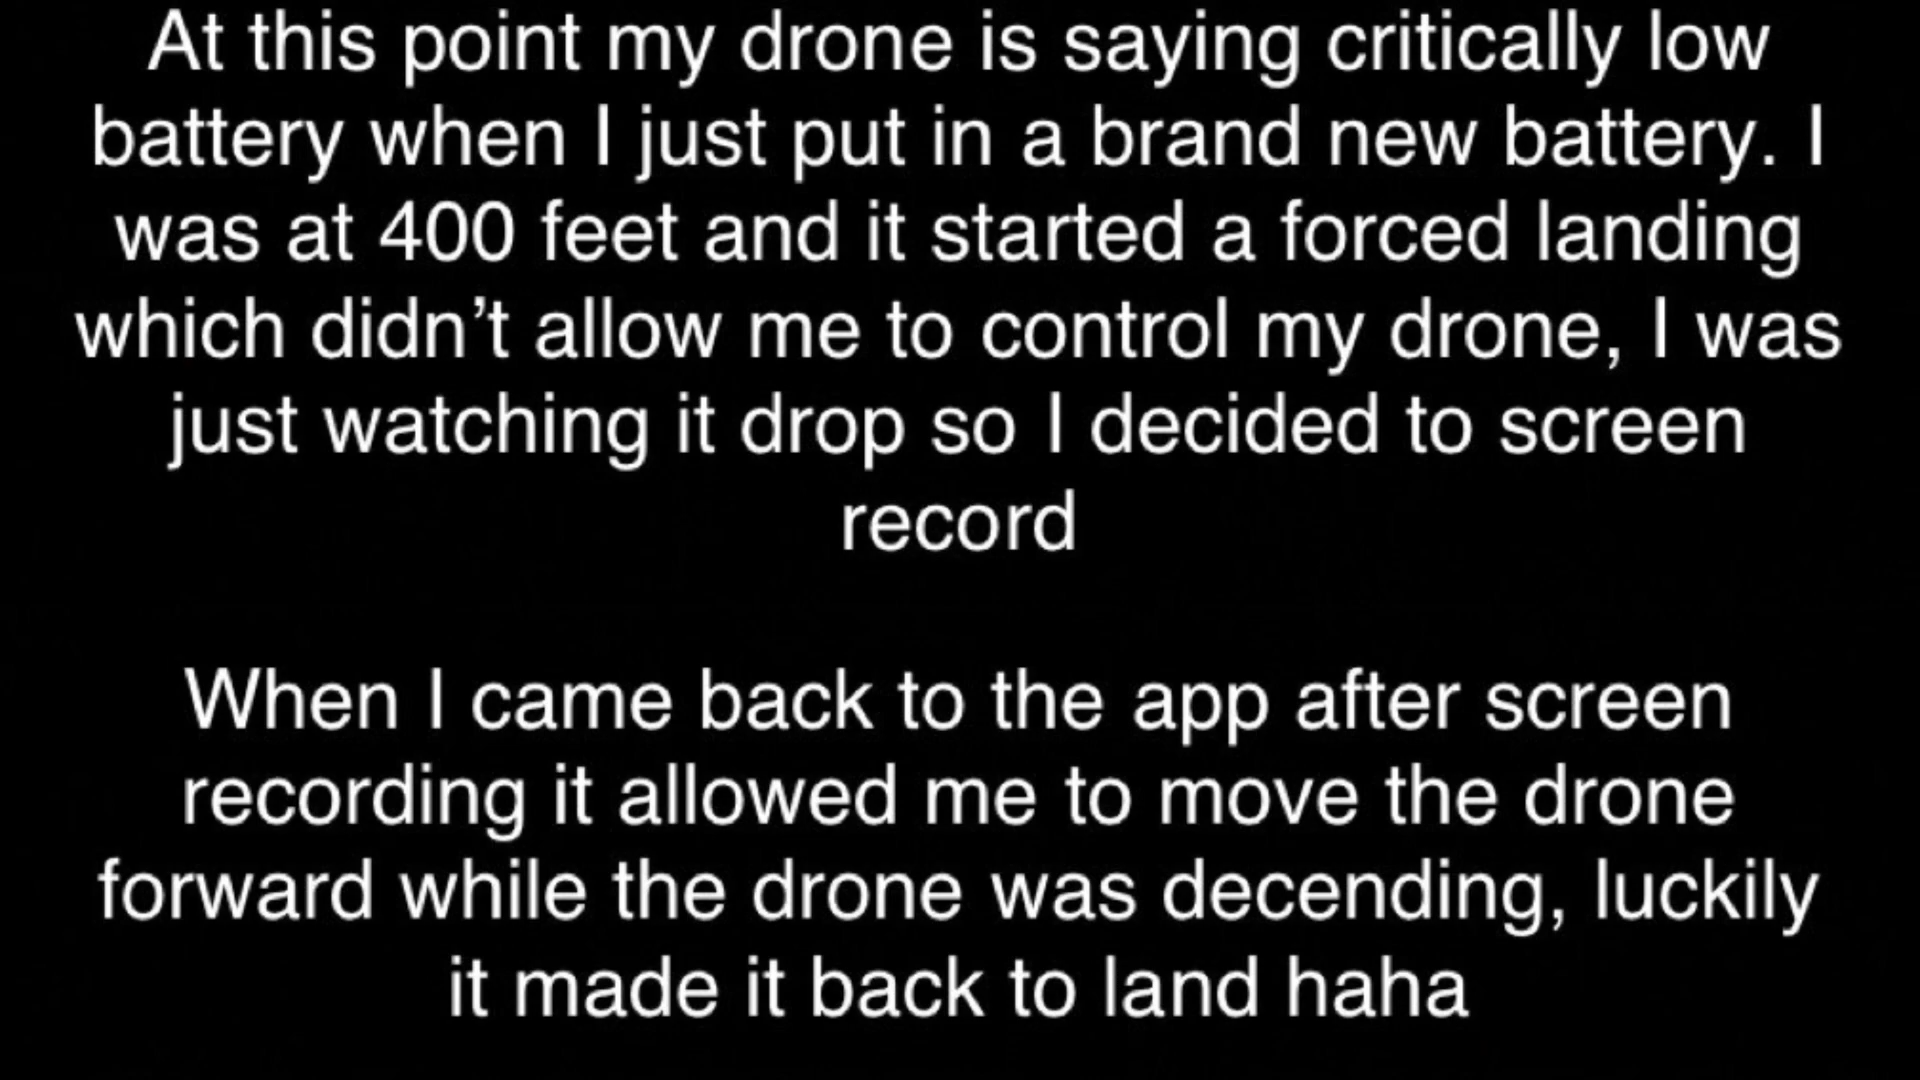 At this point my drone is saying critically low
battery when I just put in a brand new battery. I
was at 400 feet and it started a forced landing
which didn’t allow me to control my drone, I was
just watching it drop so I decided to screen
record
When I came back to the app after screen
recording it allowed me to move the drone
forward while the drone was decending, luckily
it made it back to land haha